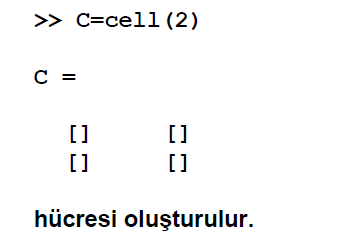 >> C=cell(2)
C =
[] []
[] []
hücresi oluşturulur.